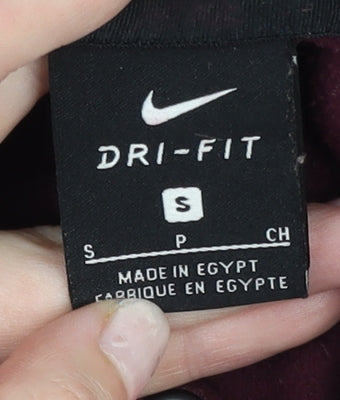 DRI-FIT
S
S P CH
MADE IN EGYPT
FABRIQUE EN EGYPTE